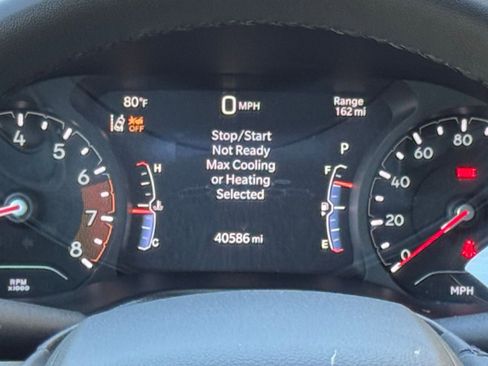 80°F
0 MPH
Range
162 mi
OFF
Stop/Start
Not Ready
Max Cooling
or Heating
Selected
P
H
C
F
E
40586 mi
4
5
6
7
8
RPM
x1000
0
20
40
60
80
MPH